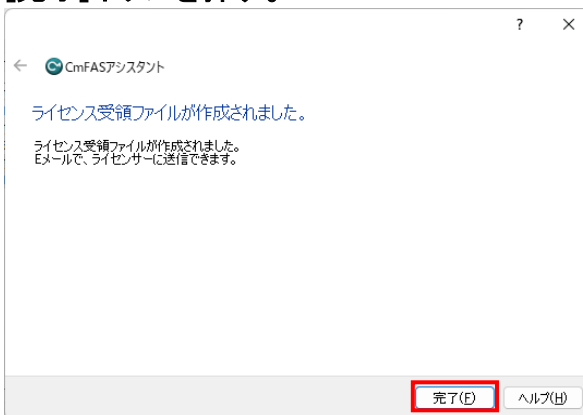 ? ×
← CmFASアシスタント
ライセンス受領ファイルが作成されました。
ライセンス受領ファイルが作成されました。
Eメールで、ライセンサーに送信できます。
完了(F) ヘルプ(H)